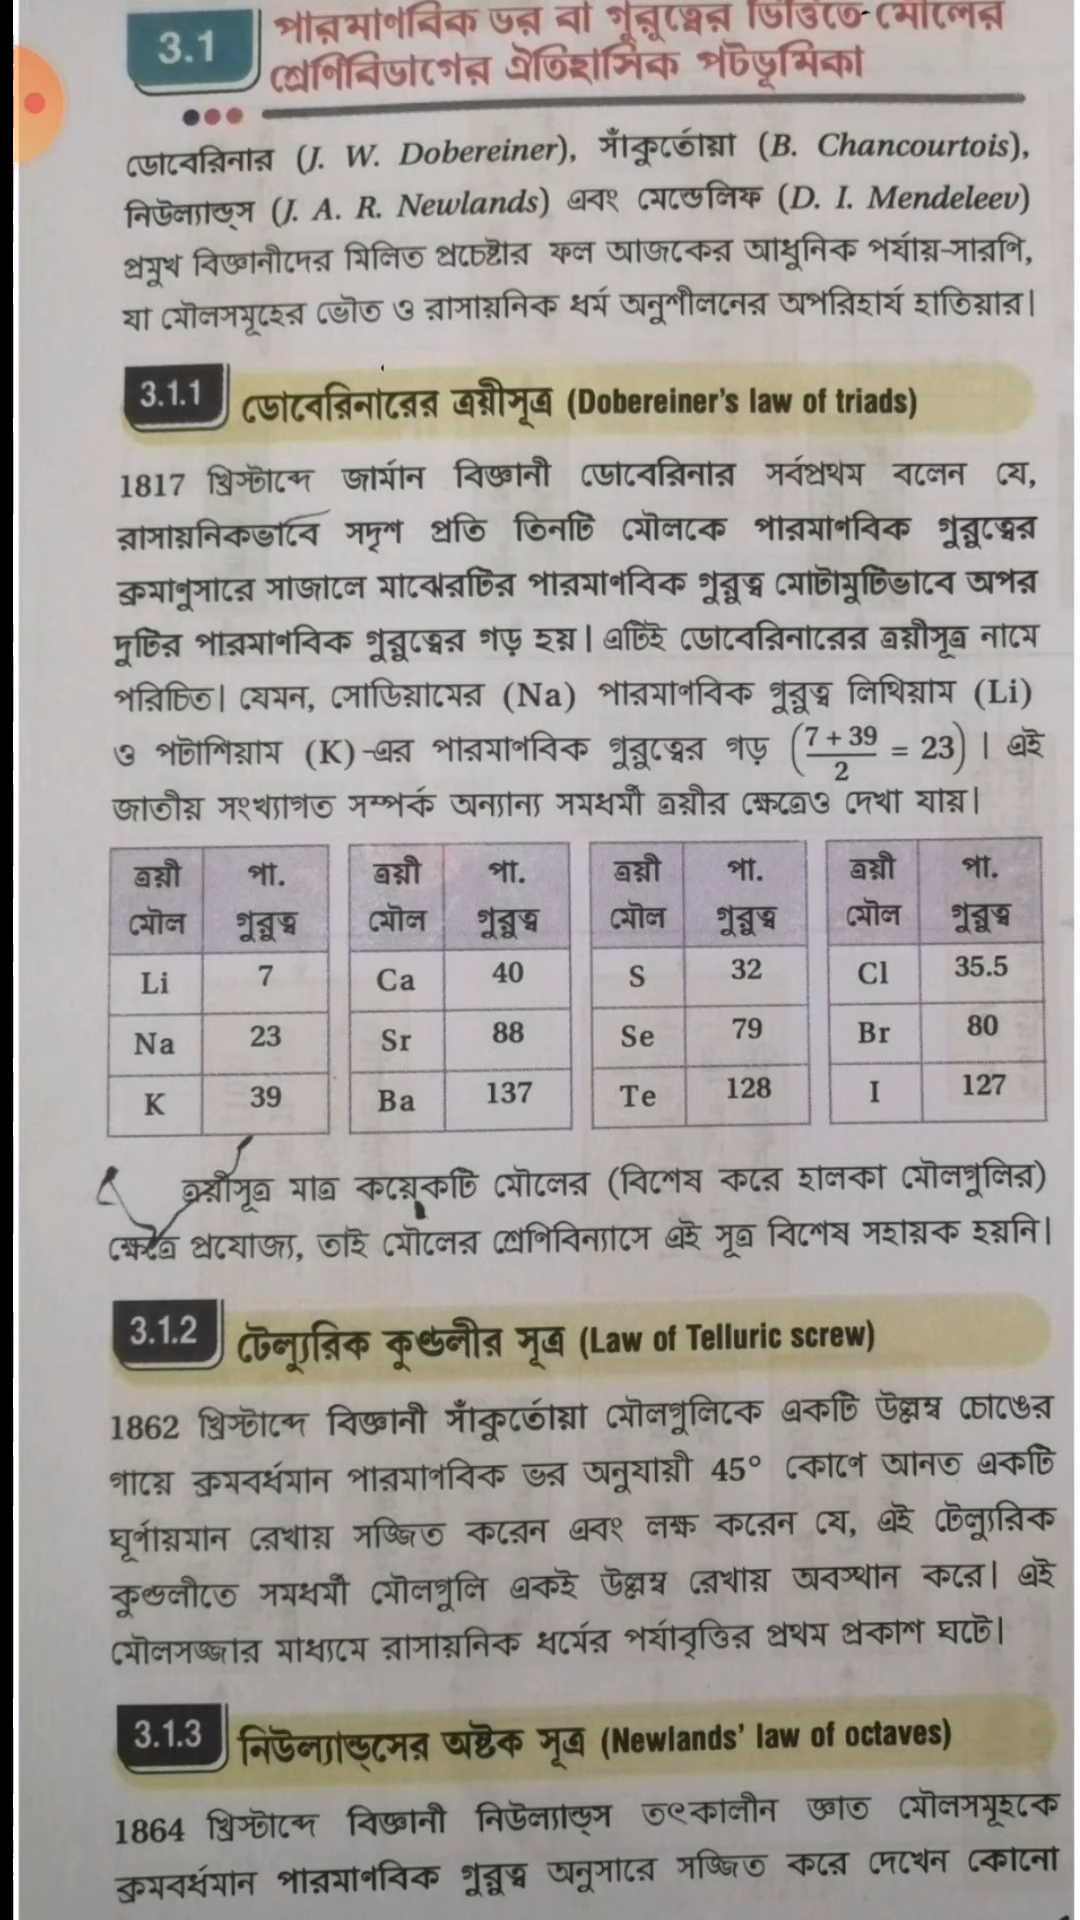 3.1
পারমাণবিক ভর বা গুরুত্বের ভিত্তিতে মৌলের
শ্রেণিবিভাগের ঐতিহাসিক পটভূমিকা
ডোবেরিনার (J. W. Dobereiner), সাঁকুর্তোয়া (B. Chancourtois),
নিউল্যান্ড্‌স (J. A. R. Newlands) এবং মেন্ডেলিফ (D. I. Mendeleev)
প্রমুখ বিজ্ঞানীদের মিলিত প্রচেষ্টার ফল আজকের আধুনিক পর্যায়-সারণি,
যা মৌলসমূহের ভৌত ও রাসায়নিক ধর্ম অনুশীলনের অপরিহার্য হাতিয়ার।
3.1.1 ডোবেরিনারের ত্রয়ীসূত্র (Dobereiner's law of triads)
1817 খ্রিস্টাব্দে জার্মান বিজ্ঞানী ডোবেরিনার সর্বপ্রথম বলেন যে,
রাসায়নিকভাবে সদৃশ প্রতি তিনটি মৌলকে পারমাণবিক গুরুত্বের
ক্রমানুসারে সাজালে মাঝেরটির পারমাণবিক গুরুত্ব মোটামুটিভাবে অপর
দুটির পারমাণবিক গুরুত্বের গড় হয়। এটিই ডোবেরিনারের ত্রয়ীসূত্র নামে
পরিচিত। যেমন, সোডিয়ামের (Na) পারমাণবিক গুরুত্ব লিথিয়াম (Li)
ও পটাশিয়াম (K)-এর পারমাণবিক গুরুত্বের গড় (7 + 39 / 2 = 23)। এই
জাতীয় সংখ্যাগত সম্পর্ক অন্যান্য সমধর্মী ত্রয়ীর ক্ষেত্রেও দেখা যায়।
ত্রয়ী পা. ত্রয়ী পা. ত্রয়ী পা. ত্রয়ী পা.
মৌল গুরুত্ব মৌল গুরুত্ব মৌল গুরুত্ব মৌল গুরুত্ব
Li 7 Ca 40 S 32 Cl 35.5
Na 23 Sr 88 Se 79 Br 80
K 39 Ba 137 Te 128 I 127
ত্রয়ীসূত্র মাত্র কয়েকটি মৌলের (বিশেষ করে হালকা মৌলগুলির)
ক্ষেত্রে প্রযোজ্য, তাই মৌলের শ্রেণিবিন্যাসে এই সূত্র বিশেষ সহায়ক হয়নি।
3.1.2 টেল্যুরিক কুণ্ডলীর সূত্র (Law of Telluric screw)
1862 খ্রিস্টাব্দে বিজ্ঞানী সাঁকুর্তোয়া মৌলগুলিকে একটি উল্লম্ব চোঙের
গায়ে ক্রমবর্ধমান পারমাণবিক ভর অনুযায়ী 45° কোণে আনত একটি
ঘূর্ণায়মান রেখায় সজ্জিত করেন এবং লক্ষ করেন যে, এই টেল্যুরিক
কুণ্ডলীতে সমধর্মী মৌলগুলি একই উল্লম্ব রেখায় অবস্থান করে। এই
মৌলসজ্জার মাধ্যমে রাসায়নিক ধর্মের পর্যাবৃত্তির প্রথম প্রকাশ ঘটে।
3.1.3 নিউল্যান্ড্‌সের অষ্টক সূত্র (Newlands' law of octaves)
1864 খ্রিস্টাব্দে বিজ্ঞানী নিউল্যান্ড্‌স তৎকালীন জ্ঞাত মৌলসমূহকে
ক্রমবর্ধমান পারমাণবিক গুরুত্ব অনুসারে সজ্জিত করে দেখেন কোনো